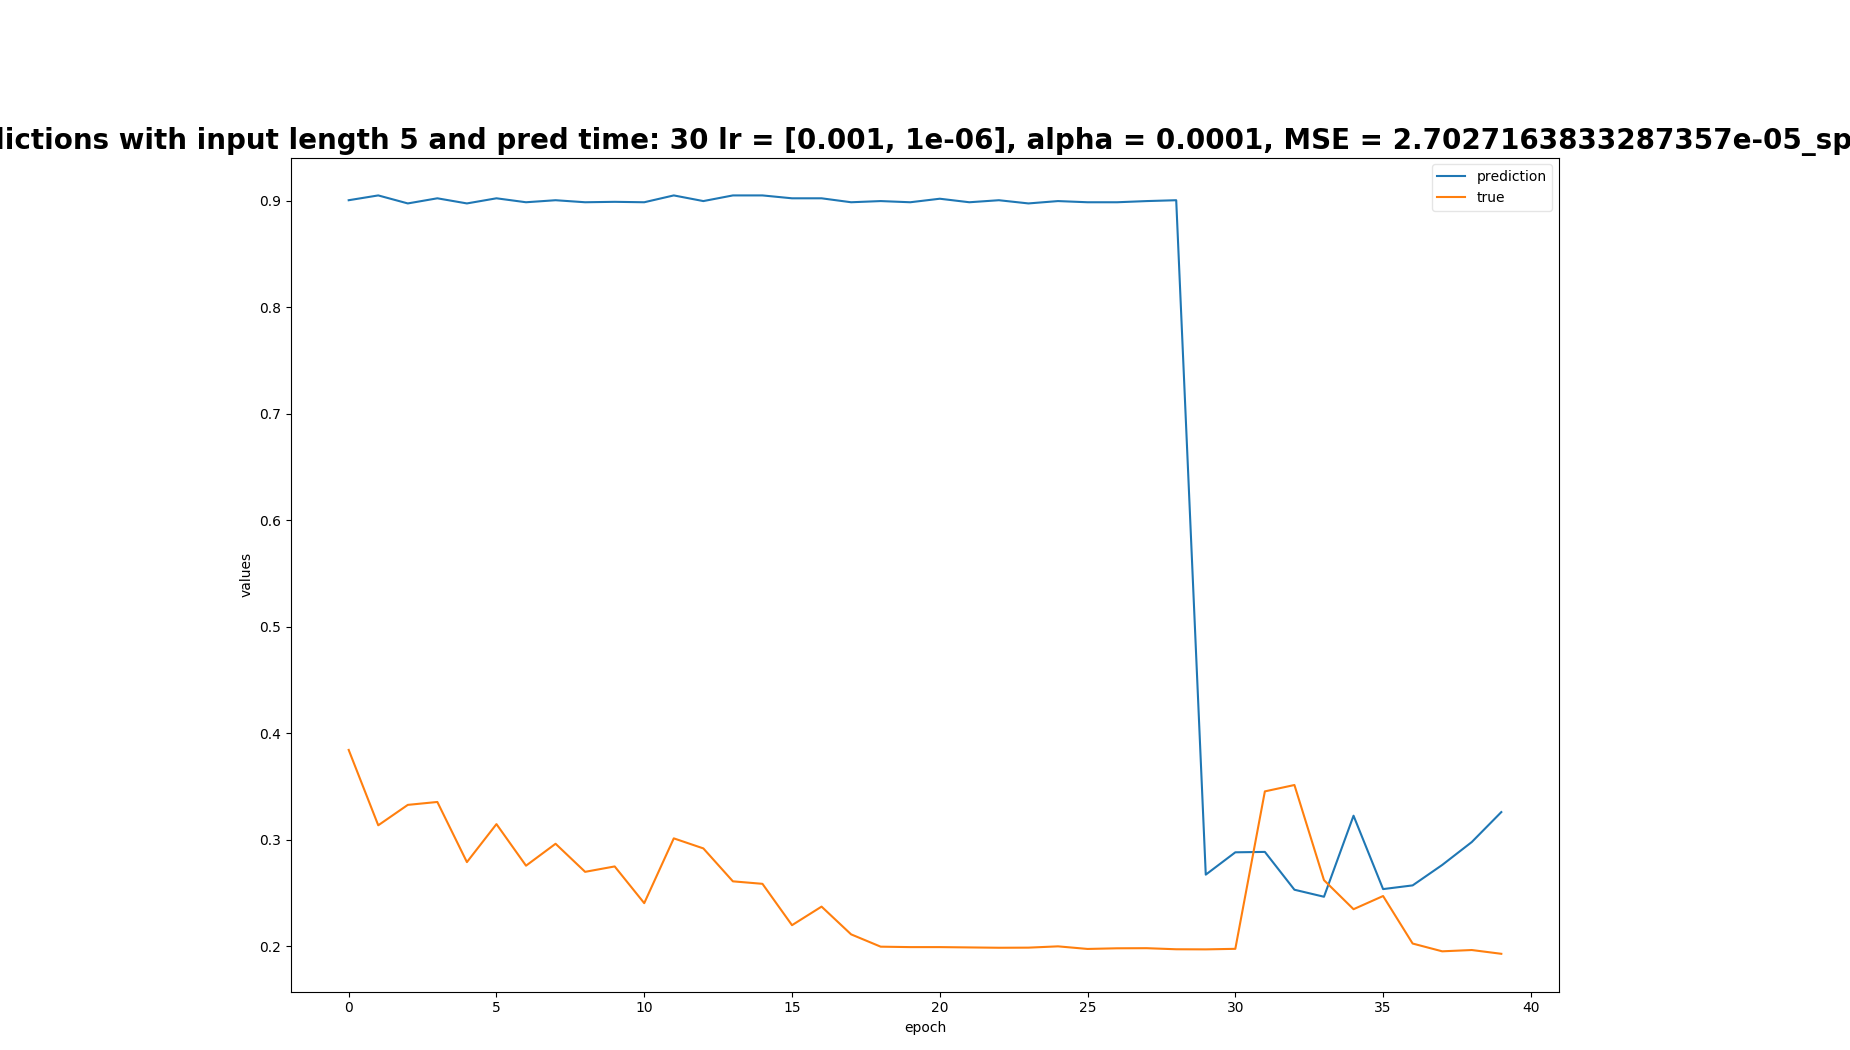 with input length 5 and pred time: 30 lr = [0.001, 1e-06], alpha = 0.0001, MSE = 2.7027163833287357e-05_sp
prediction
true
0.9
0.8
0.7
0.6
0.5
0.4
0.3
0.2
values
0 5 10 15 20 25 30 35 40
epoch